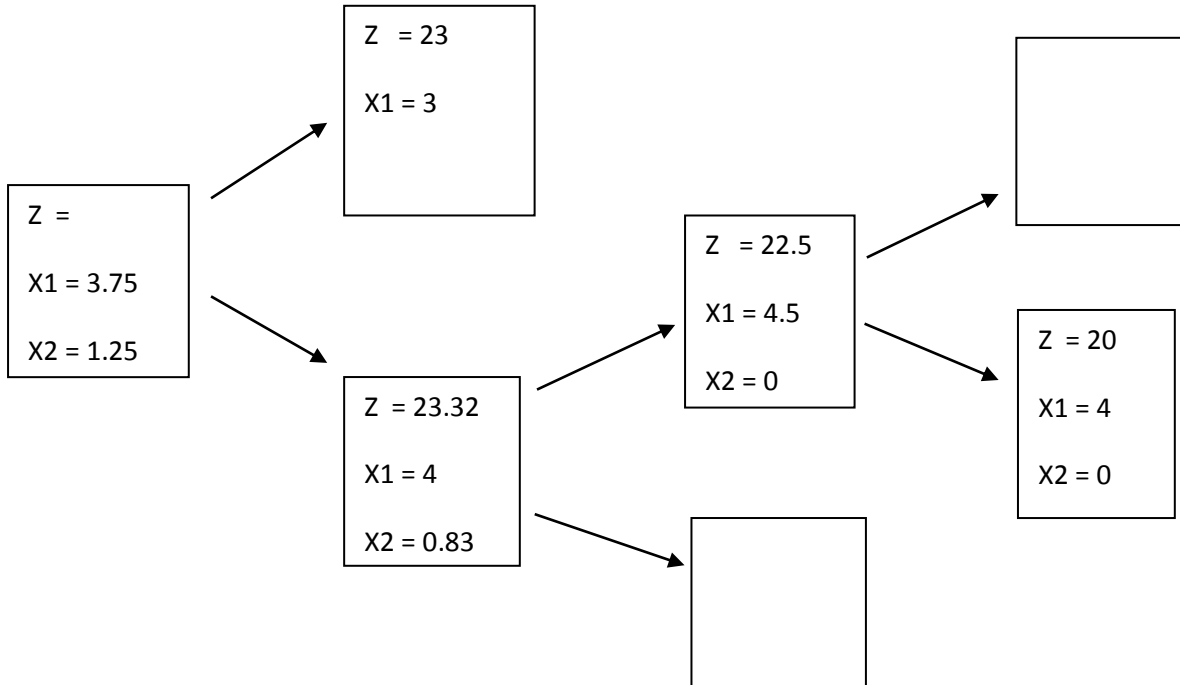 Z =
X1 = 3.75
X2 = 1.25
Z = 23
X1 = 3
Z = 23.32
X1 = 4
X2 = 0.83
Z = 22.5
X1 = 4.5
X2 = 0
Z = 20
X1 = 4
X2 = 0